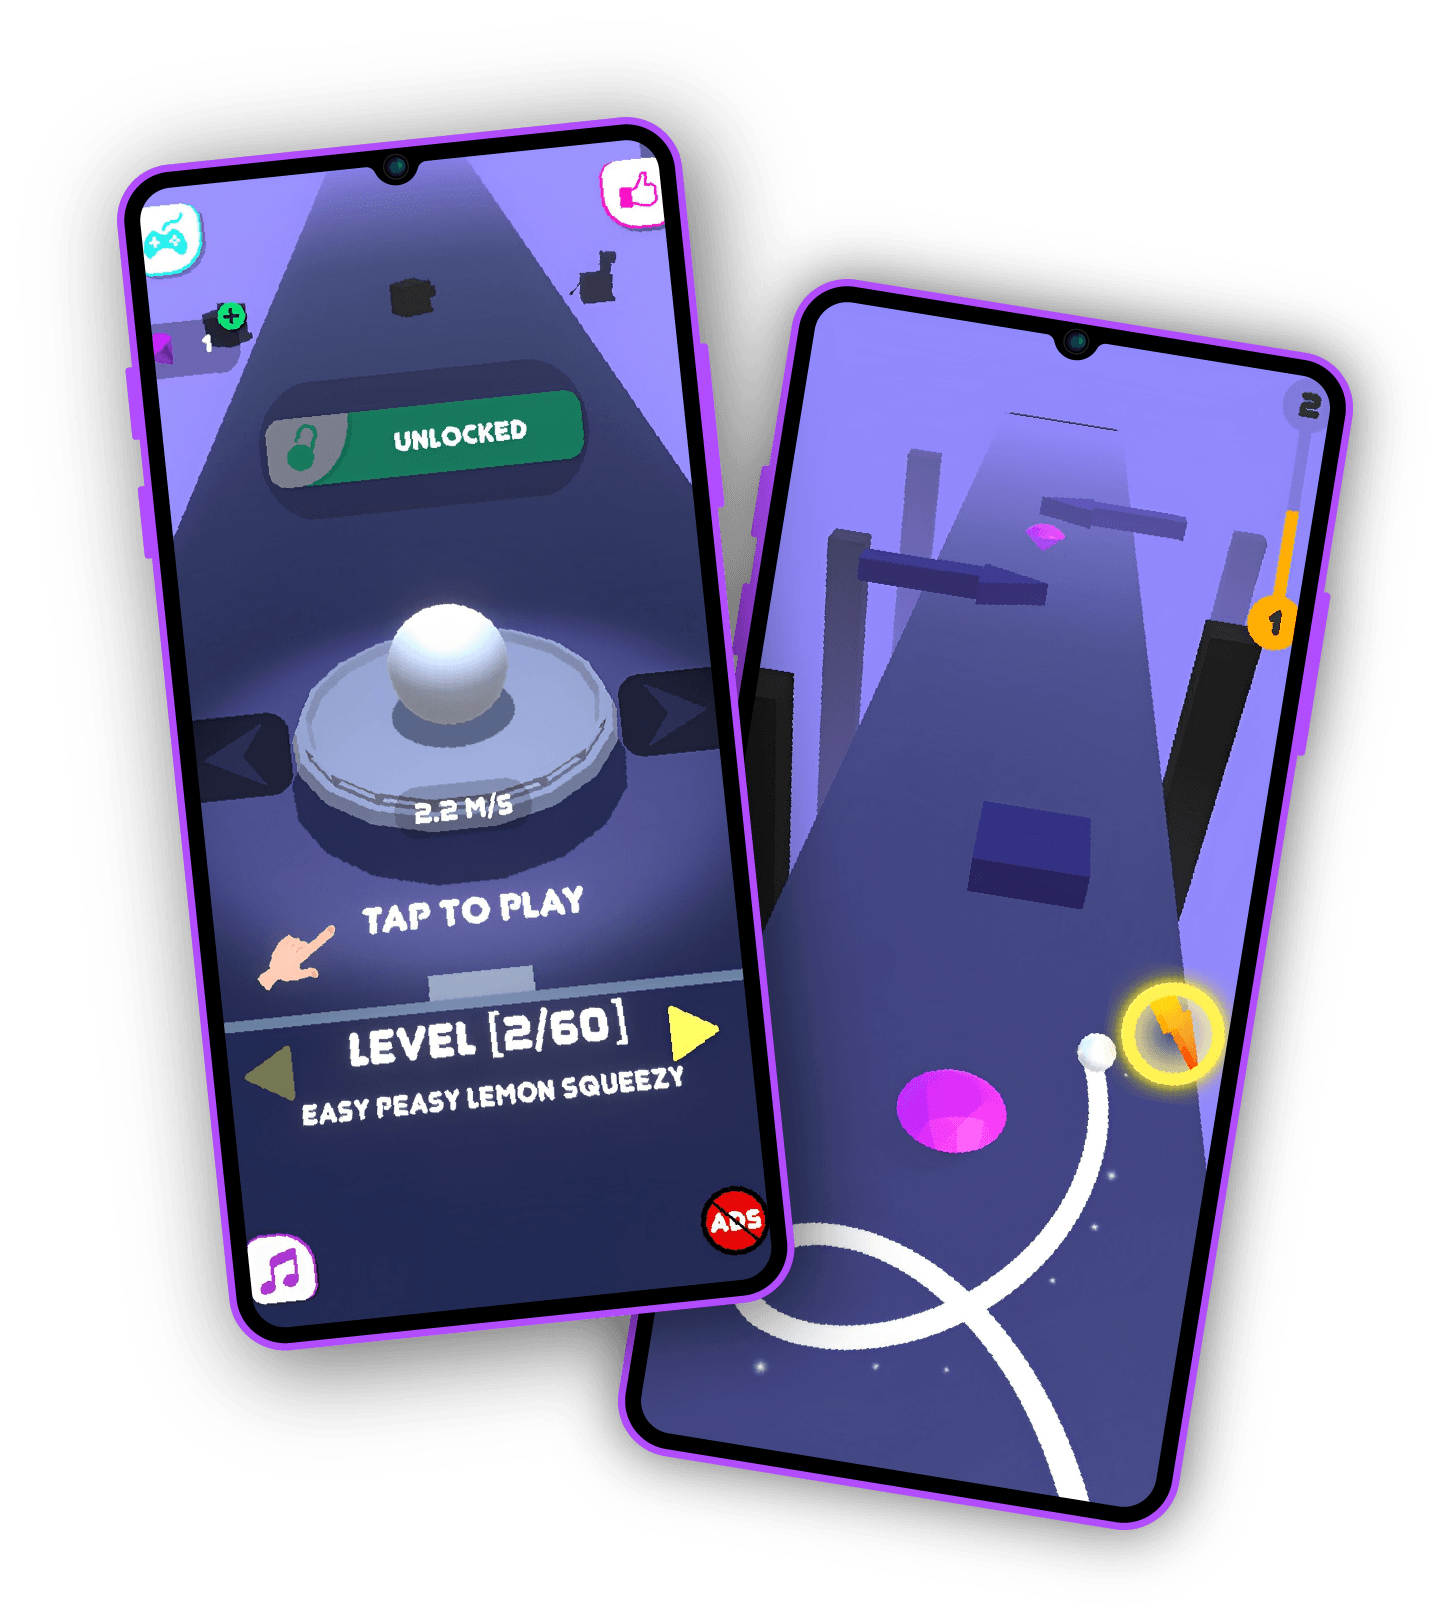 1
UNLOCKED
2.2 M/S
TAP TO PLAY
LEVEL [2/60]
EASY PEASY LEMON SQUEEZY
ADS
2
1